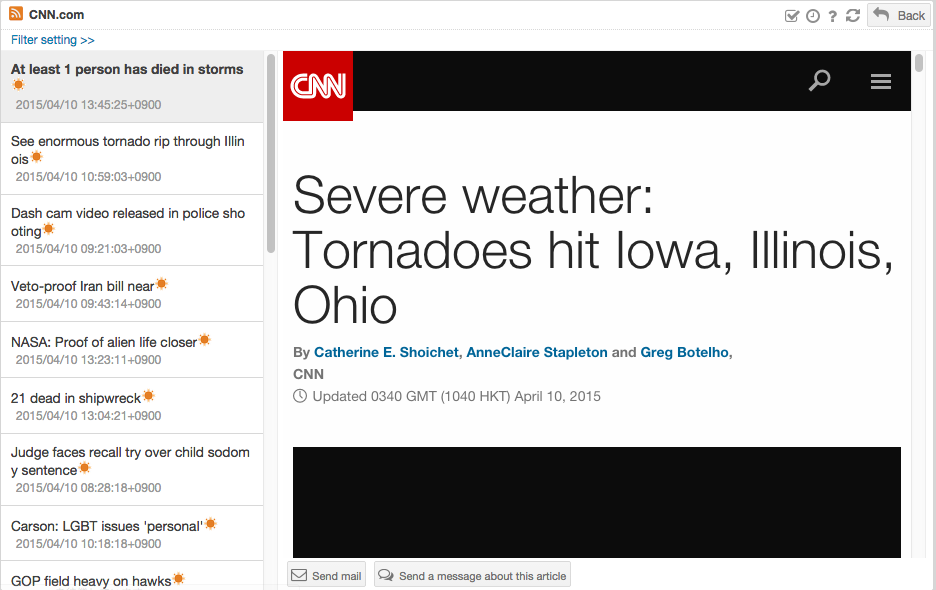 CNN.com
? Back
Filter setting >>
At least 1 person has died in storms
2015/04/10 13:45:25+0900
See enormous tornado rip through Illin
ois
2015/04/10 10:59:03+0900
Dash cam video released in police sho
oting
2015/04/10 09:21:03+0900
Veto-proof Iran bill near
2015/04/10 09:43:14+0900
NASA: Proof of alien life closer
2015/04/10 13:23:11+0900
21 dead in shipwreck
2015/04/10 13:04:21+0900
Judge faces recall try over child sodom
y sentence
2015/04/10 08:28:18+0900
Carson: LGBT issues 'personal'
2015/04/10 10:18:18+0900
GOP field heavy on hawks
CNN
Severe weather:
Tornadoes hit Iowa, Illinois,
Ohio
By Catherine E. Shoichet, AnneClaire Stapleton and Greg Botelho,
CNN
Updated 0340 GMT (1040 HKT) April 10, 2015
Send mail
Send a message about this article